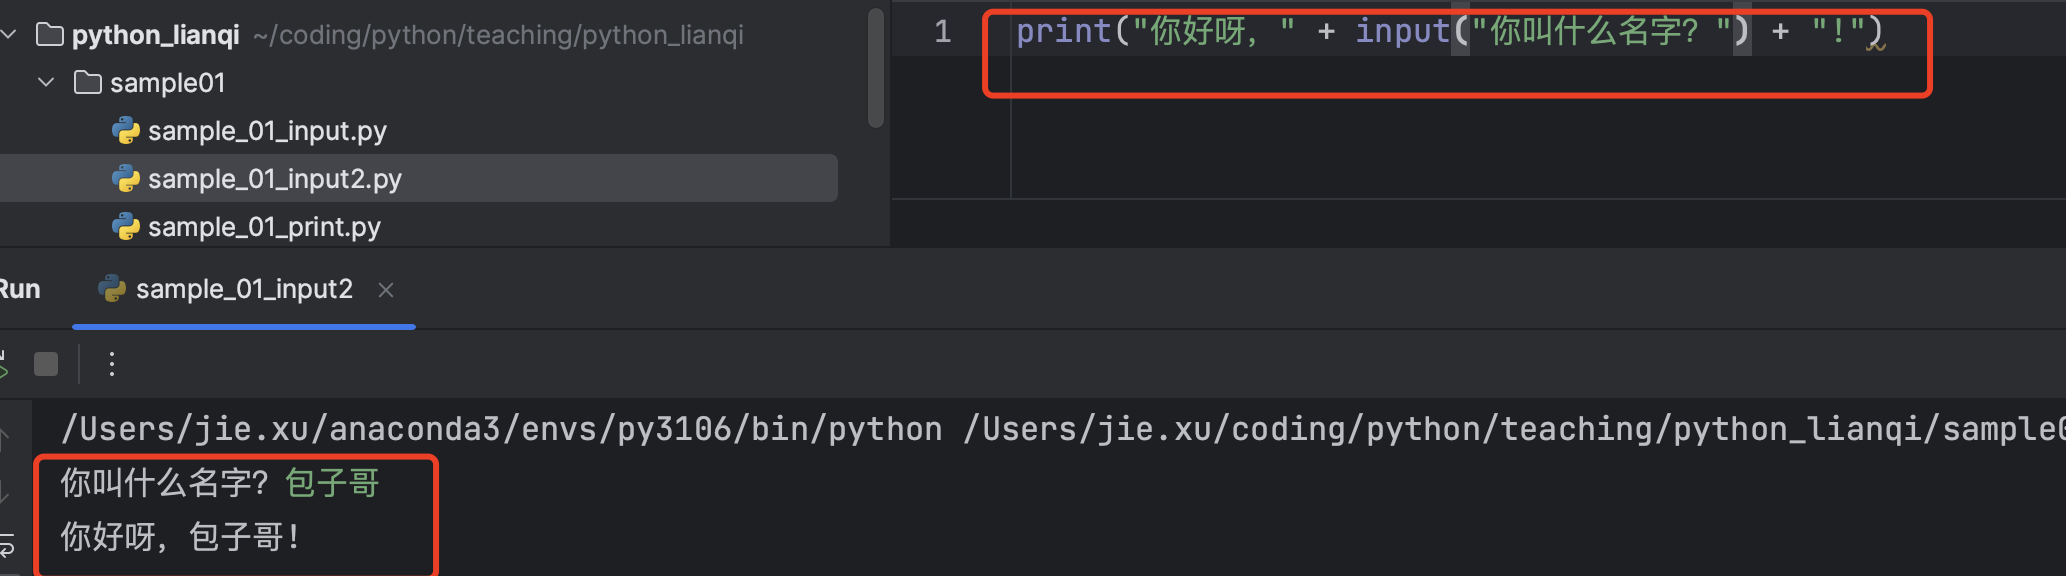 python_lianqi ~/coding/python/teaching/python_lianqi
sample01
sample_01_input.py
sample_01_input2.py
sample_01_print.py
1 print("你好呀，" + input("你叫什么名字？") + "!")
Run sample_01_input2
/Users/jie.xu/anaconda3/envs/py3106/bin/python /Users/jie.xu/coding/python/teaching/python_lianqi/sample0
你叫什么名字？包子哥
你好呀，包子哥!